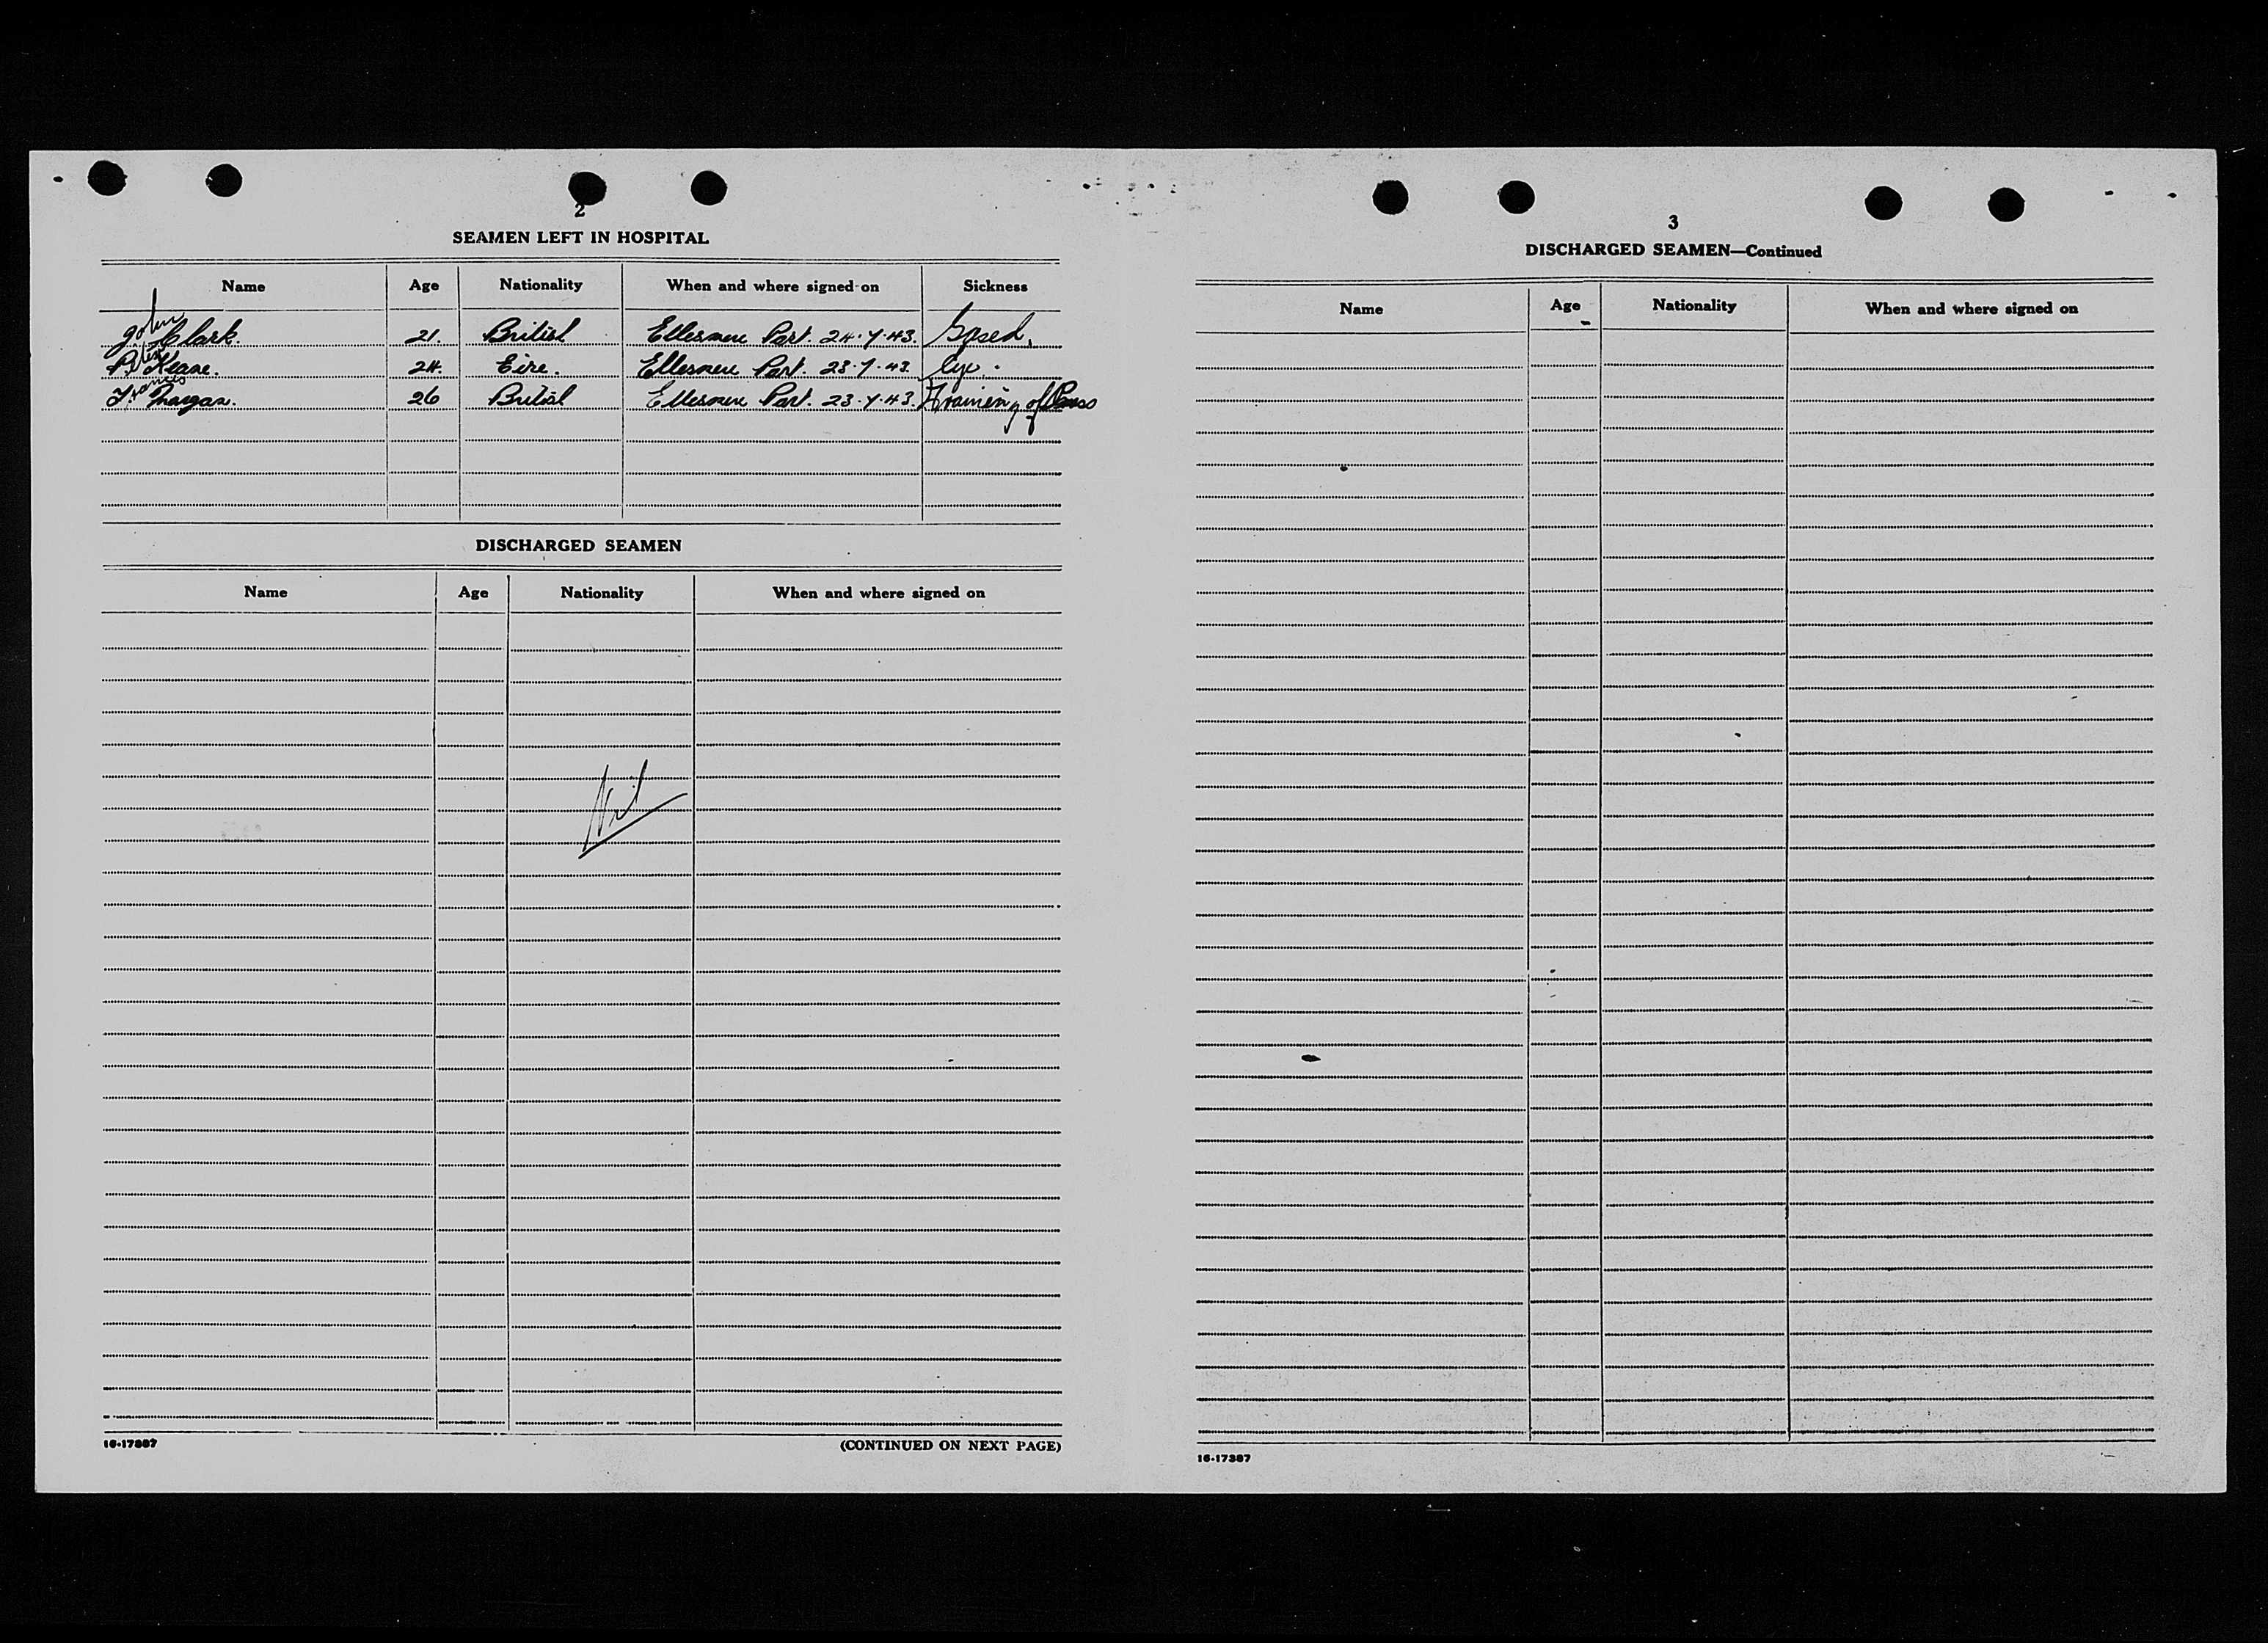 2
SEAMEN LEFT IN HOSPITAL
Name Age Nationality When and where signed on Sickness
John Clark. 21. British Ellesmere Port. 24.7.43. Gased.
P. Keane. 24. Eire. Ellesmere Port. 23.7.43. Eye.
Francis 26 British Ellesmere Port. 23.7.43. of
DISCHARGED SEAMEN
Name Age Nationality When and where signed on
Nil
16-17387 (CONTINUED ON NEXT PAGE)
3
DISCHARGED SEAMEN—Continued
Name Age Nationality When and where signed on
16-17387